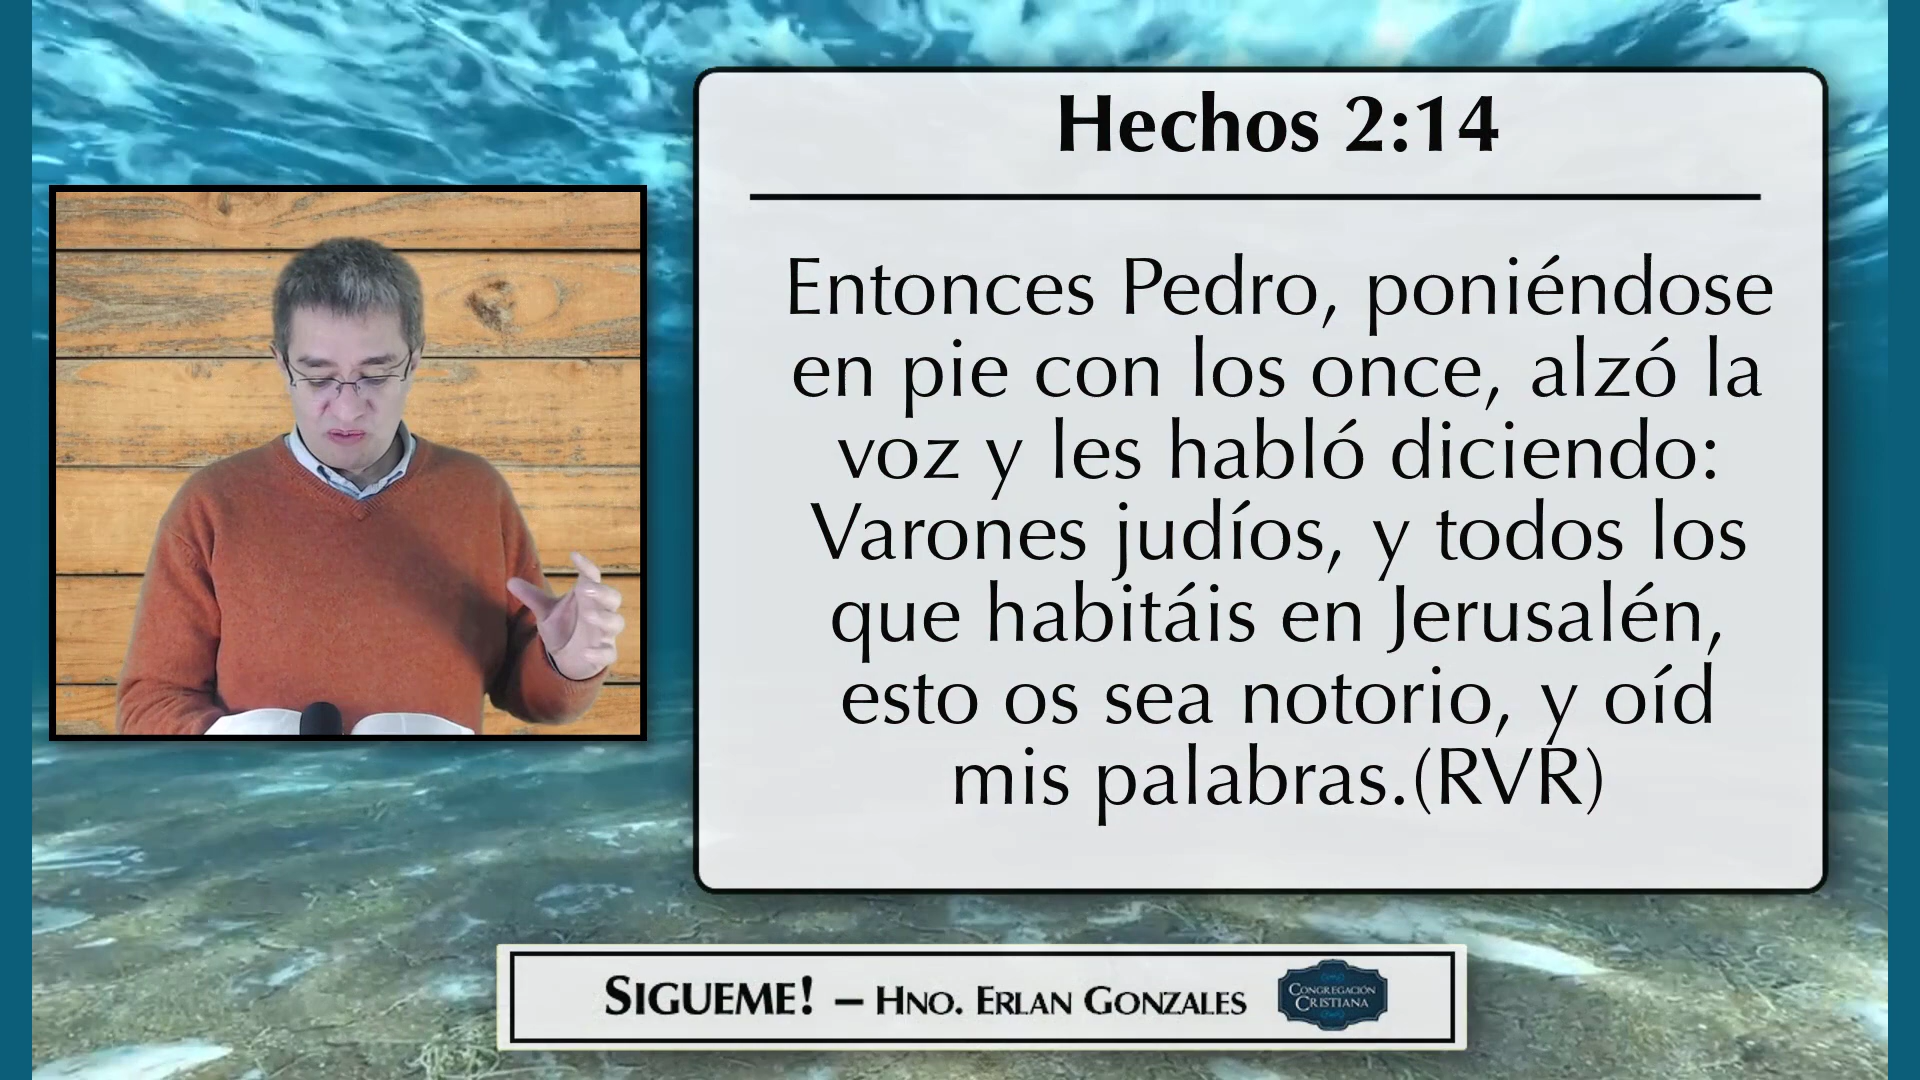 Hechos 2:14
Entonces Pedro, poniéndose
en pie con los once, alzó la
voz y les habló diciendo:
Varones judíos, y todos los
que habitáis en Jerusalén,
esto os sea notorio, y oíd
mis palabras.(RVR)
SIGUEME! – HNO. ERLAN GONZALES
CONGREGACIÓN
CRISTIANA